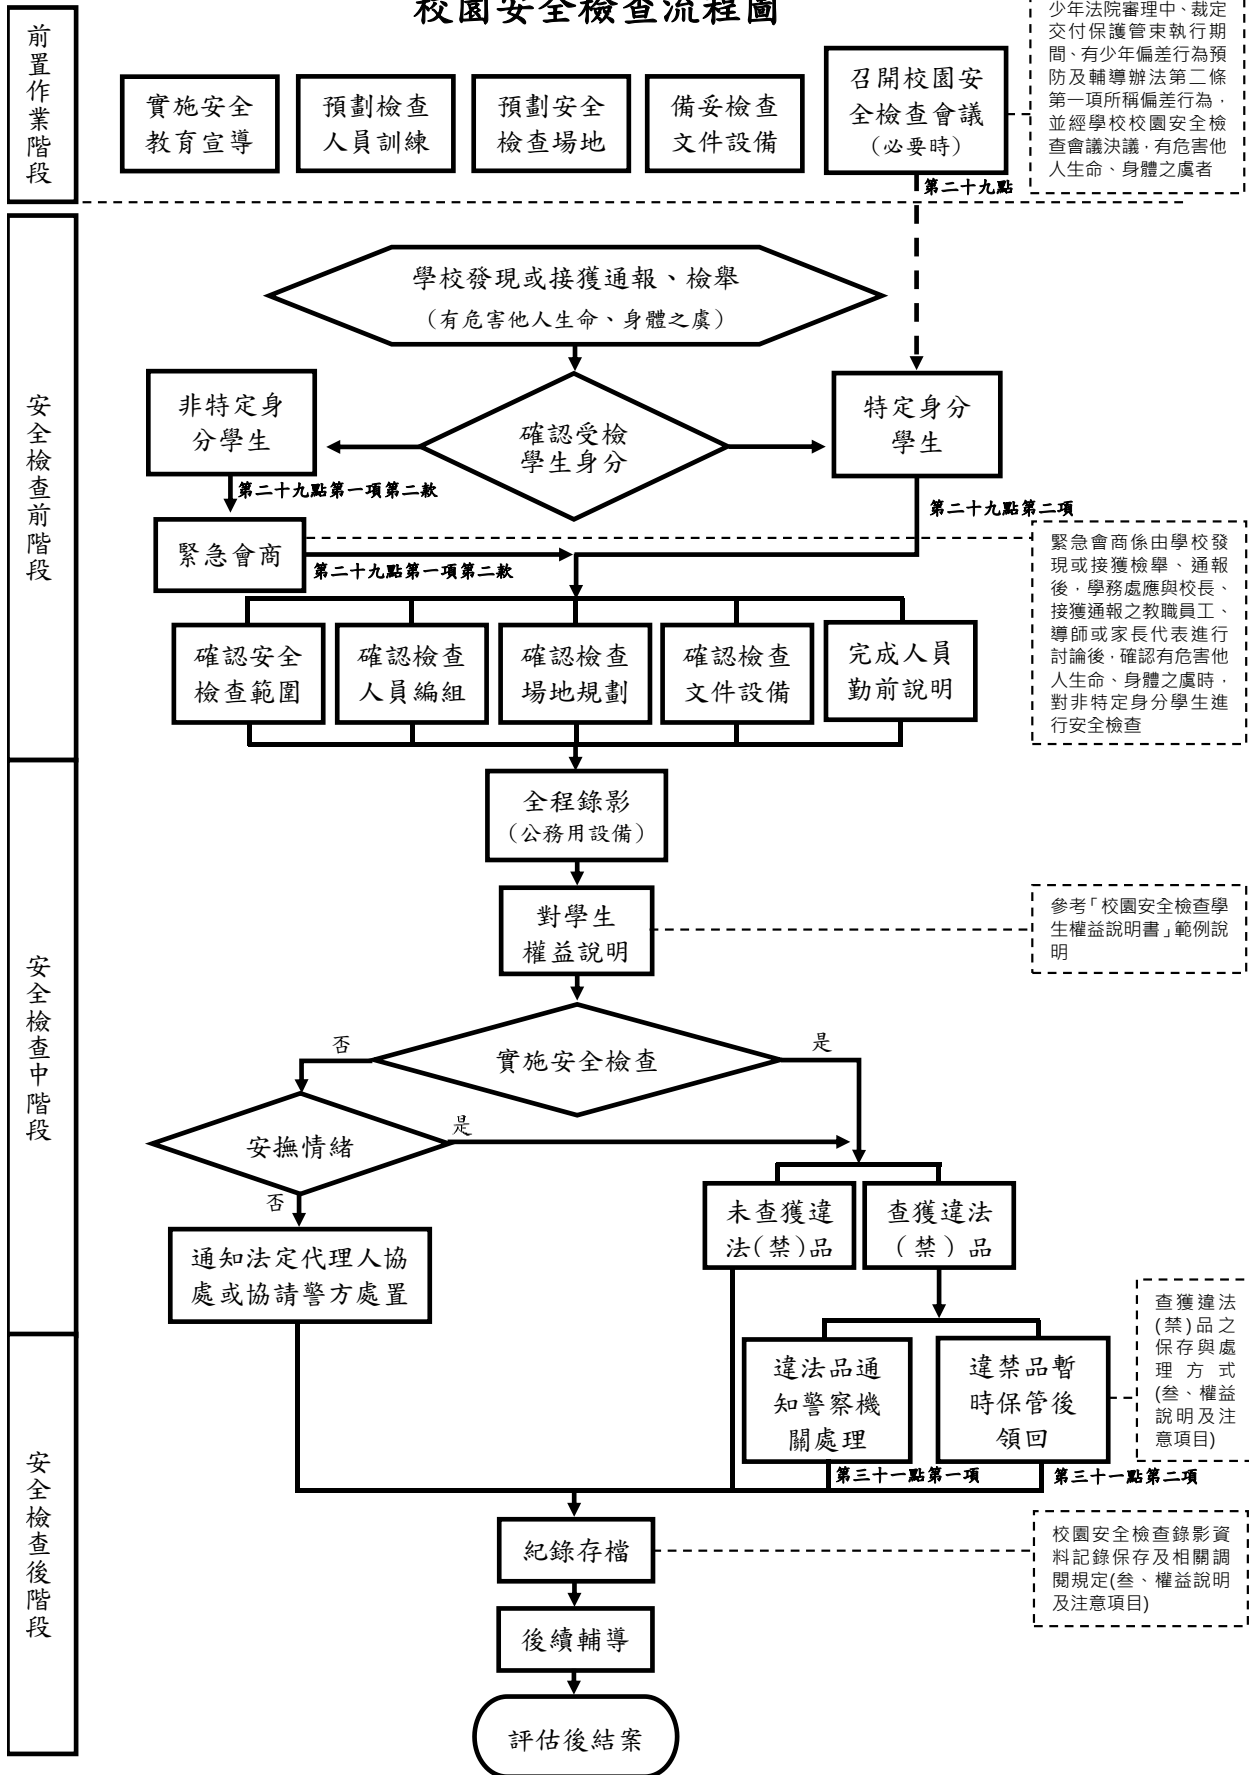 校園安全檢查流程圖
前置作業階段
實施安全
教育宣導
預劃檢查
人員訓練
預劃安全
檢查場地
備妥檢查
文件設備
召開校園安
全檢查會議
(必要時)
少年法院審理中、裁定
交付保護管束執行期
間、有少年偏差行為預
防及輔導辦法第二條
第一項所稱偏差行為，
並經學校校園安全檢
查會議決議，有危害他
人生命、身體之虞者
第二十九點
安全檢查前階段
學校發現或接獲通報、檢舉
(有危害他人生命、身體之虞)
非特定身
分學生
確認受檢
學生身分
特定身分
學生
第二十九點第一項第二款
第二十九點第二項
緊急會商
第二十九點第一項第二款
緊急會商係由學校發
現或接獲檢舉、通報
後，學務處應與校長、
接獲通報之教職員工、
導師或家長代表進行
討論後，確認有危害他
人生命、身體之虞時，
對非特定身分學生進
行安全檢查
確認安全
檢查範圍
確認檢查
人員編組
確認檢查
場地規劃
確認檢查
文件設備
完成人員
勤前說明
安全檢查中階段
全程錄影
(公務用設備)
對學生
權益說明
參考「校園安全檢查學
生權益說明書」範例說
明
實施安全檢查
否
是
安撫情緒
是
否
通知法定代理人協
處或協請警方處置
未查獲違
法(禁)品
查獲違法
(禁)品
安全檢查後階段
違法品通
知警察機
關處理
違禁品暫
時保管後
領回
查獲違法
(禁)品之
保存與處
理方式
(叁、權益
說明及注
意項目)
第三十一點第一項
第三十一點第二項
紀錄存檔
校園安全檢查錄影資
料記錄保存及相關調
閱規定(叁、權益說明
及注意項目)
後續輔導
評估後結案